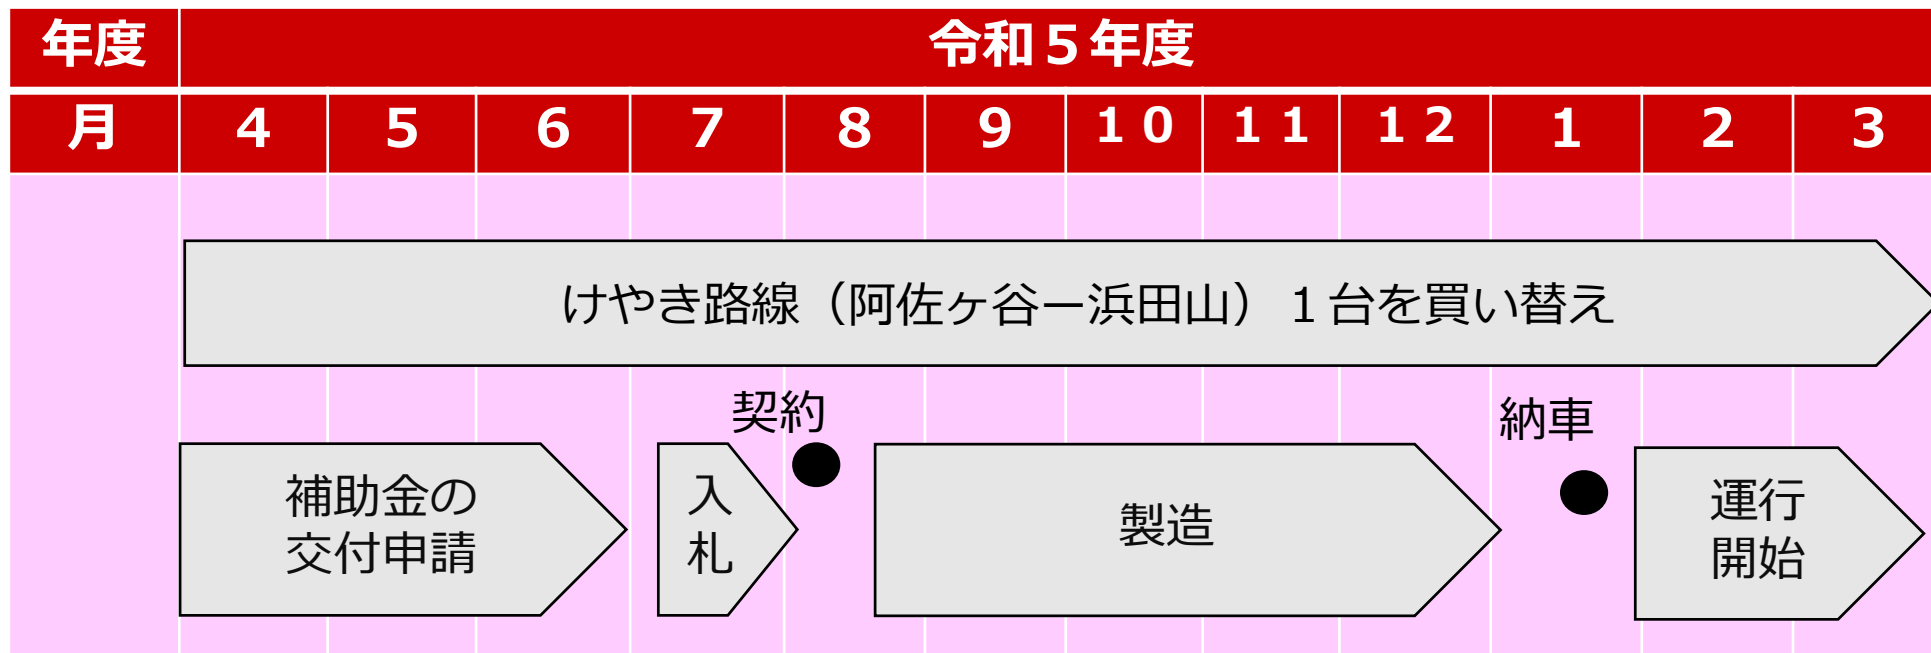 年度 令和５年度
月 4 5 6 7 8 9 １０ １１ １２ 1 2 3
けやき路線（阿佐ヶ谷ー浜田山）１台を買い替え
契約
納車
補助金の
交付申請
入
札
製造
運行
開始